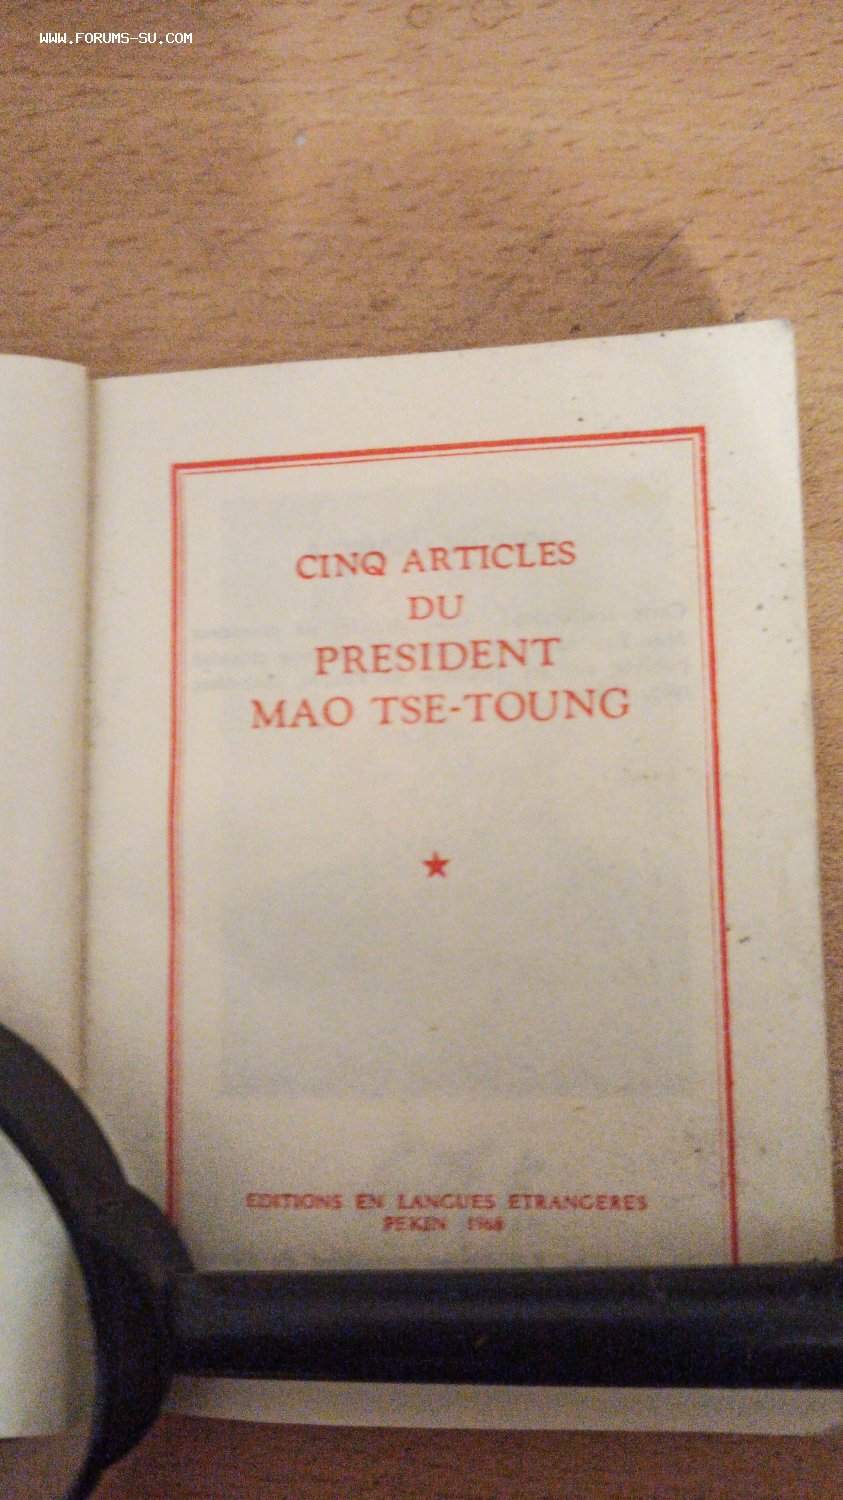 WWW.FORUMS-SU.COM
CINQ ARTICLES
DU
PRESIDENT
MAO TSE-TOUNG
EDITIONS EN LANGUES ETRANGERES
PEKIN 1968